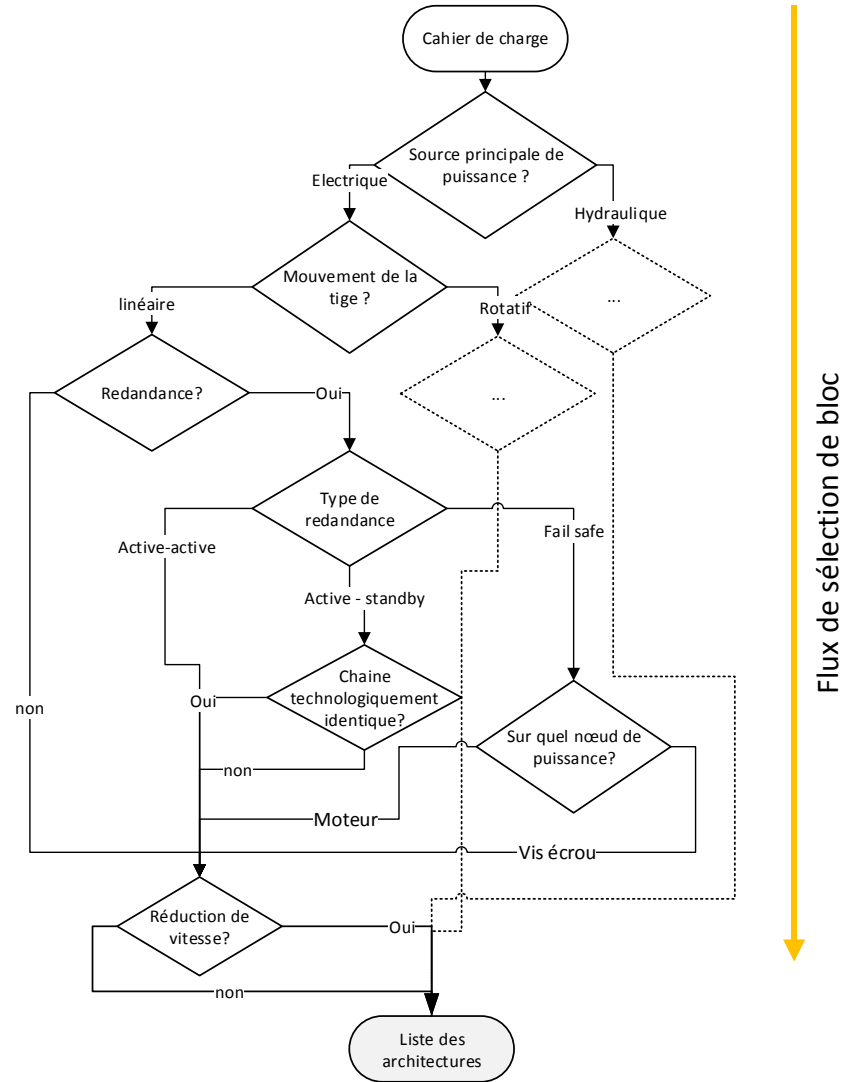 Cahier de charge
Source principale de
puissance ?
Electrique
Hydraulique
Mouvement de la
tige ?
...
linéaire
Rotatif
Redandance?
Oui
...
Type de
redandance
Active-active
Fail safe
Active - standby
Chaine
technologiquement
identique?
Oui
non
Sur quel nœud de
puissance?
non
Moteur
Vis écrou
Réduction de
vitesse?
Oui
non
Liste des
architectures
Flux de sélection de bloc